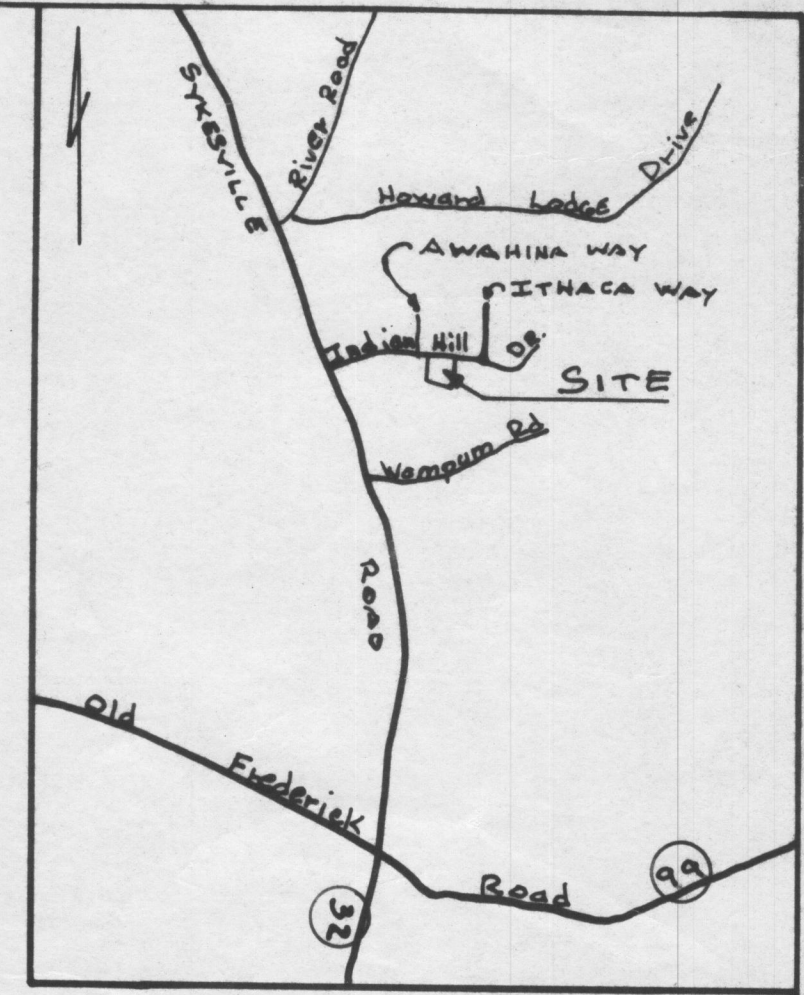 SYKESVILLE
River Road
Howard Lodge Drive
AWAHINA WAY
ITHACA WAY
Indian Hill DR.
SITE
Wampum Rd
ROAD
Old Frederick Road
99
32